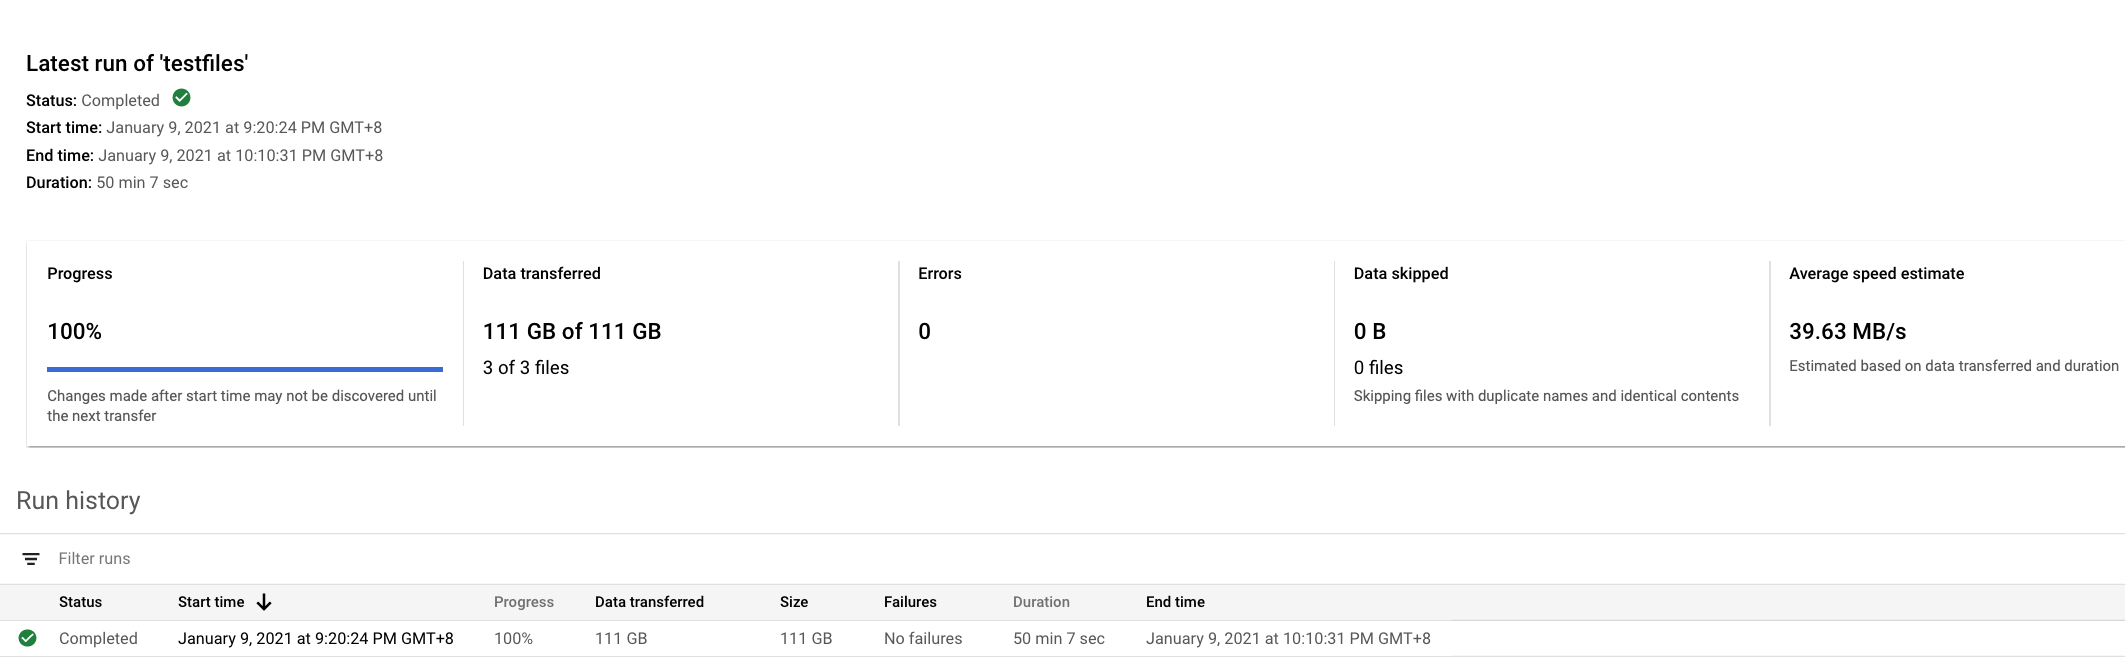 Latest run of 'testfiles'
Status: Completed
Start time: January 9, 2021 at 9:20:24 PM GMT+8
End time: January 9, 2021 at 10:10:31 PM GMT+8
Duration: 50 min 7 sec
Progress
100%
Changes made after start time may not be discovered until
the next transfer
Data transferred
111 GB of 111 GB
3 of 3 files
Errors
0
Data skipped
0 B
0 files
Skipping files with duplicate names and identical contents
Average speed estimate
39.63 MB/s
Estimated based on data transferred and duration
Run history
Filter runs
Status Start time Progress Data transferred Size Failures Duration End time
Completed January 9, 2021 at 9:20:24 PM GMT+8 100% 111 GB 111 GB No failures 50 min 7 sec January 9, 2021 at 10:10:31 PM GMT+8